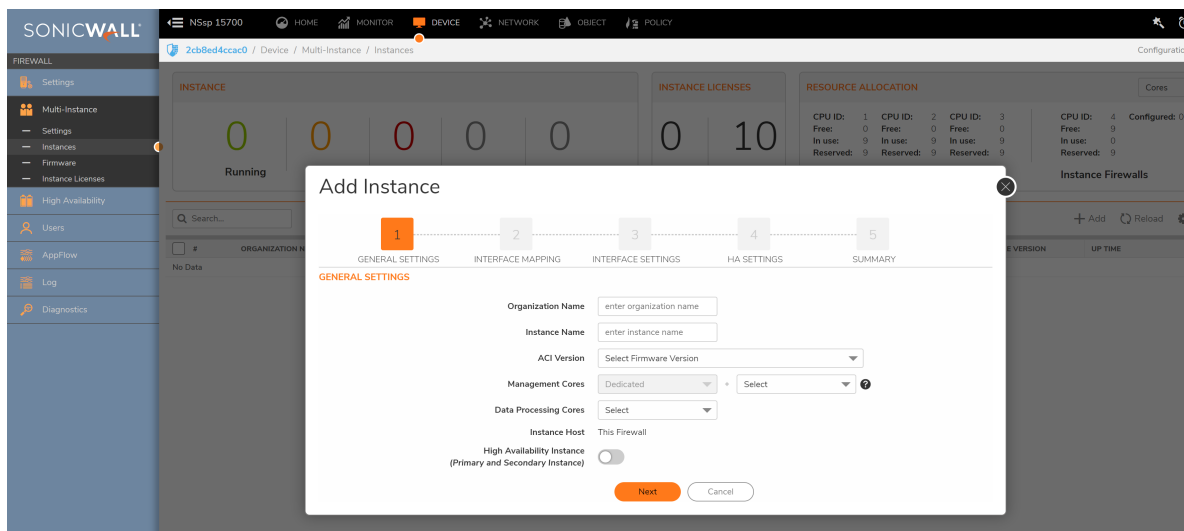 SONICWALL
NSsp 15700
HOME
MONITOR
DEVICE
NETWORK
OBJECT
POLICY
2cb8ed4ccac0 / Device / Multi-Instance / Instances
FIREWALL
Settings
Multi-Instance
Settings
Instances
Firmware
Instance Licenses
High Availability
Users
AppFlow
Log
Diagnostics
INSTANCE
0 0 0 0 0
Running
INSTANCE LICENSES
0 10
RESOURCE ALLOCATION
Cores
CPU ID: 1 CPU ID: 2 CPU ID: 3 CPU ID: 4 Configured: 0
Free: 0 Free: 0 Free: 0 Free: 9
In use: 9 In use: 9 In use: 9 In use: 0
Reserved: 9 Reserved: 9 Reserved: 9 Reserved: 9
Instance Firewalls
Search...
+ Add
Reload
#
UP TIME
No Data
Add Instance
1 2 3 4 5
GENERAL SETTINGS
INTERFACE MAPPING
INTERFACE SETTINGS
HA SETTINGS
SUMMARY
GENERAL SETTINGS
Organization Name enter organization name
Instance Name enter instance name
ACI Version Select Firmware Version
Management Cores Dedicated + Select ?
Data Processing Cores Select
Instance Host This Firewall
High Availability Instance
(Primary and Secondary Instance)
Next Cancel